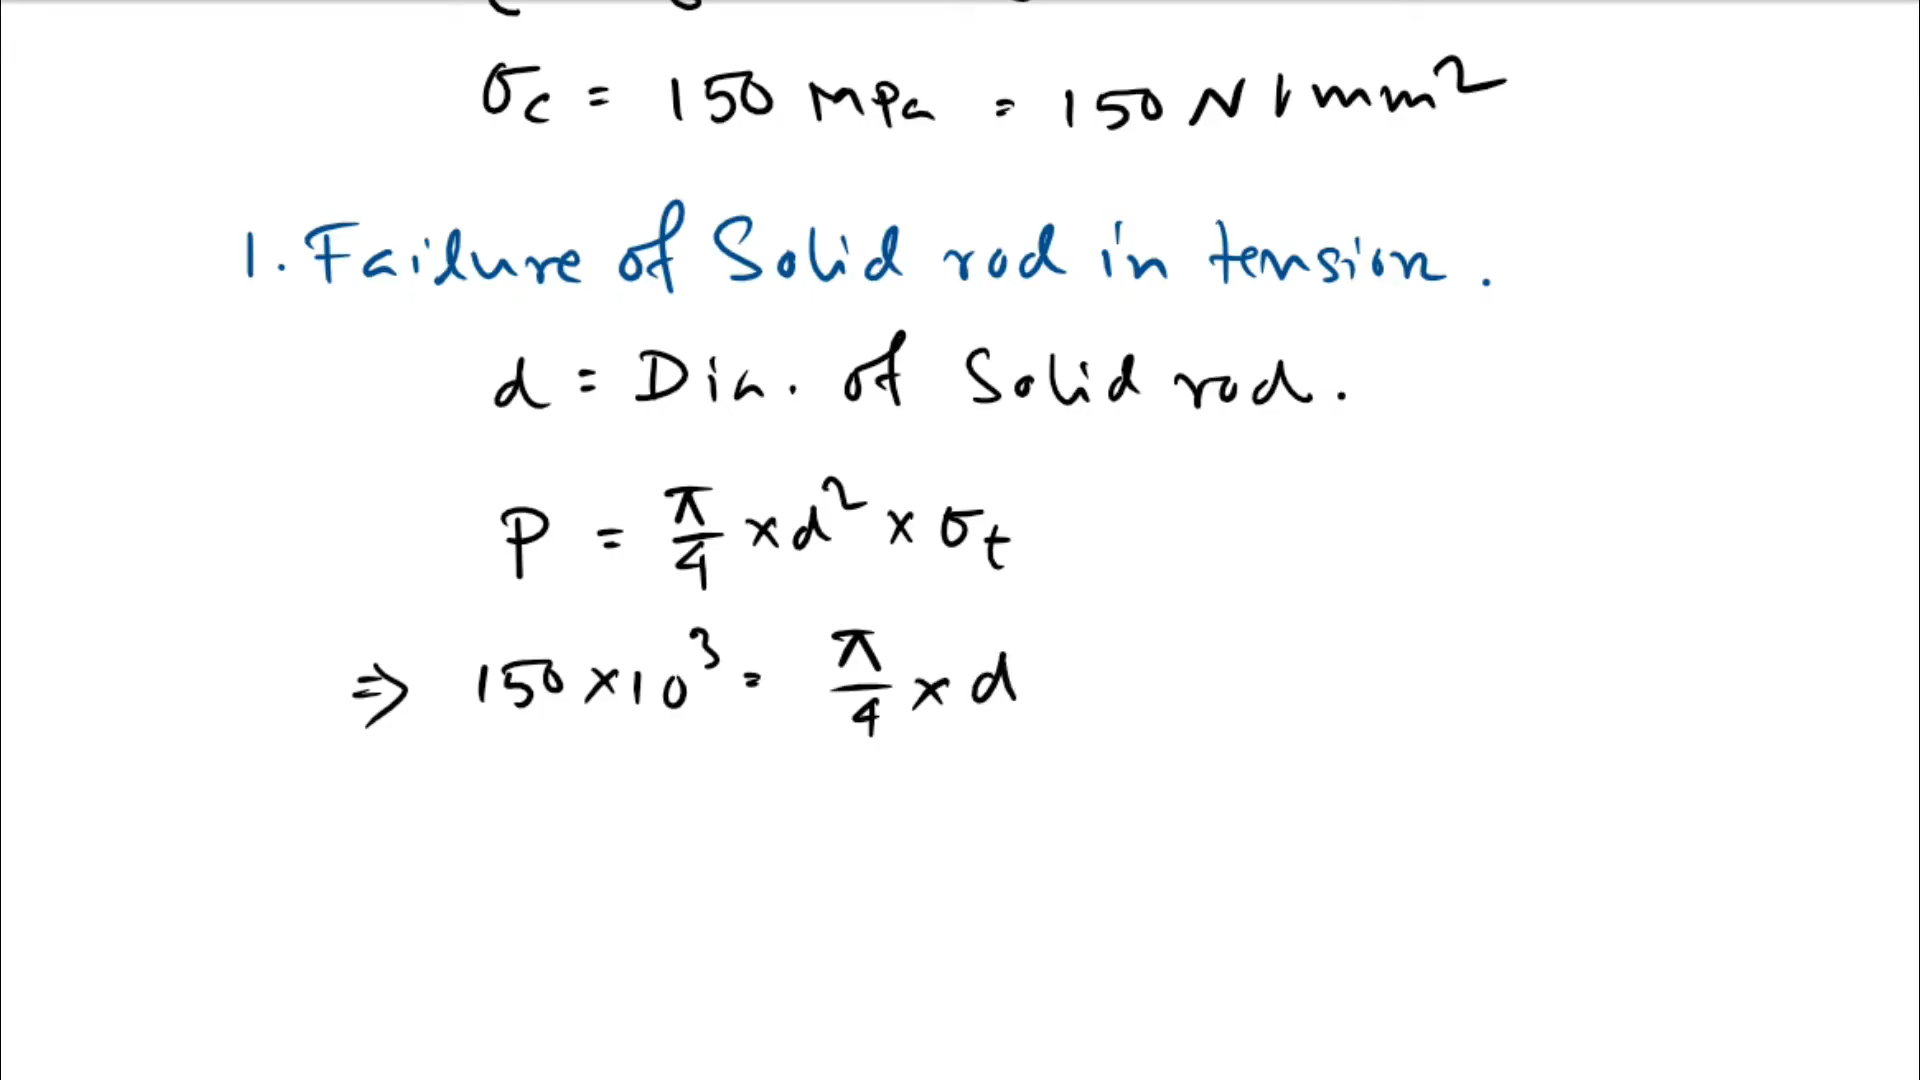 σc = 150 MPa = 150 N/mm²
1. Failure of Solid rod in tension.
d = Dia. of Solid rod.
P = π/4 × d² × σt
⇒ 150 × 10³ = π/4 × d